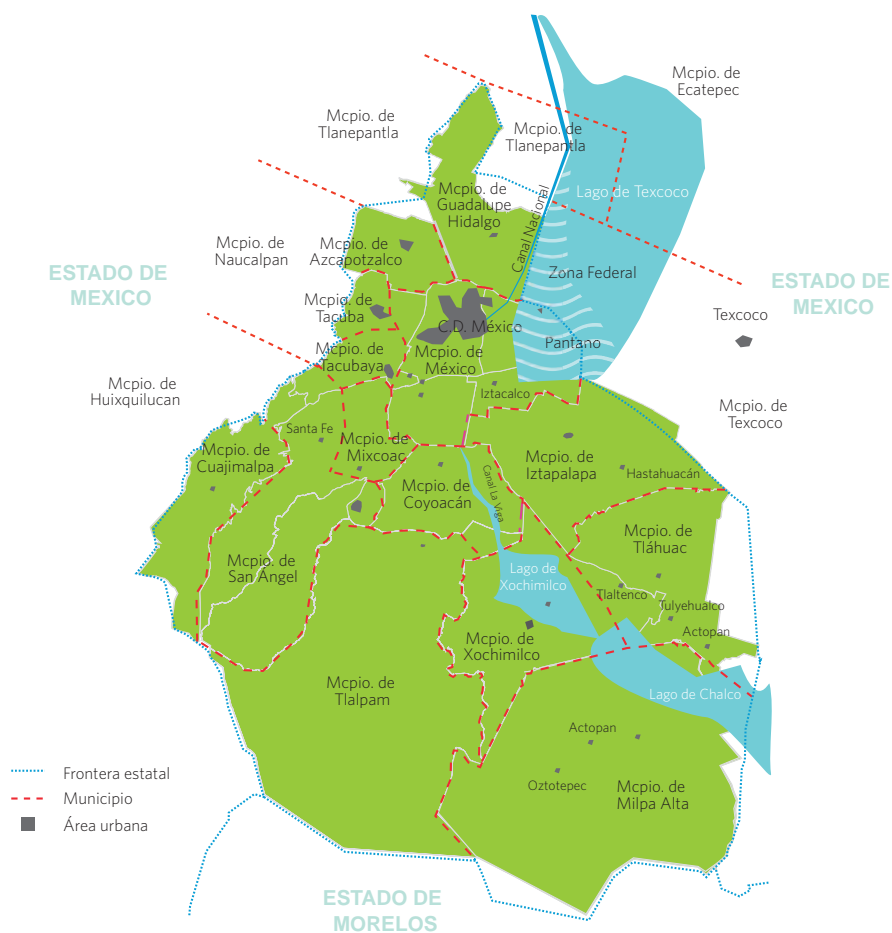 Mcpio. de
Ecatepec
Mcpio. de
Tlanepantla
Mcpio. de
Tlanepantla
Mcpio. de
Guadalupe
Hidalgo
Canal Nacional
Lago de Texcoco
Mcpio. de
Naucalpan
Mcpio. de
Azcapotzalco
ESTADO DE
MEXICO
Zona Federal
ESTADO DE
MEXICO
Mcpio. de
Tacuba
C.D. México
Texcoco
Pantano
Mcpio. de
Tacubaya
Mcpio. de
México
Mcpio. de
Huixquilucan
Iztacalco
Mcpio. de
Texcoco
Santa Fe
Mcpio. de
Cuajimalpa
Mcpio. de
Mixcoac
Mcpio. de
Iztapalapa
Hastahuacán
Mcpio. de
Coyoacán
Canal La Viga
Mcpio. de
Tláhuac
Mcpio. de
San Angel
Lago de
Xochimilco
Tlaltenco
Tulyehualco
Actopan
Mcpio. de
Xochimilco
Mcpio. de
Tlalpam
Lago de Chalco
Actopan
Oztotepec
Mcpio. de
Milpa Alta
Frontera estatal
Municipio
Área urbana
ESTADO DE
MORELOS